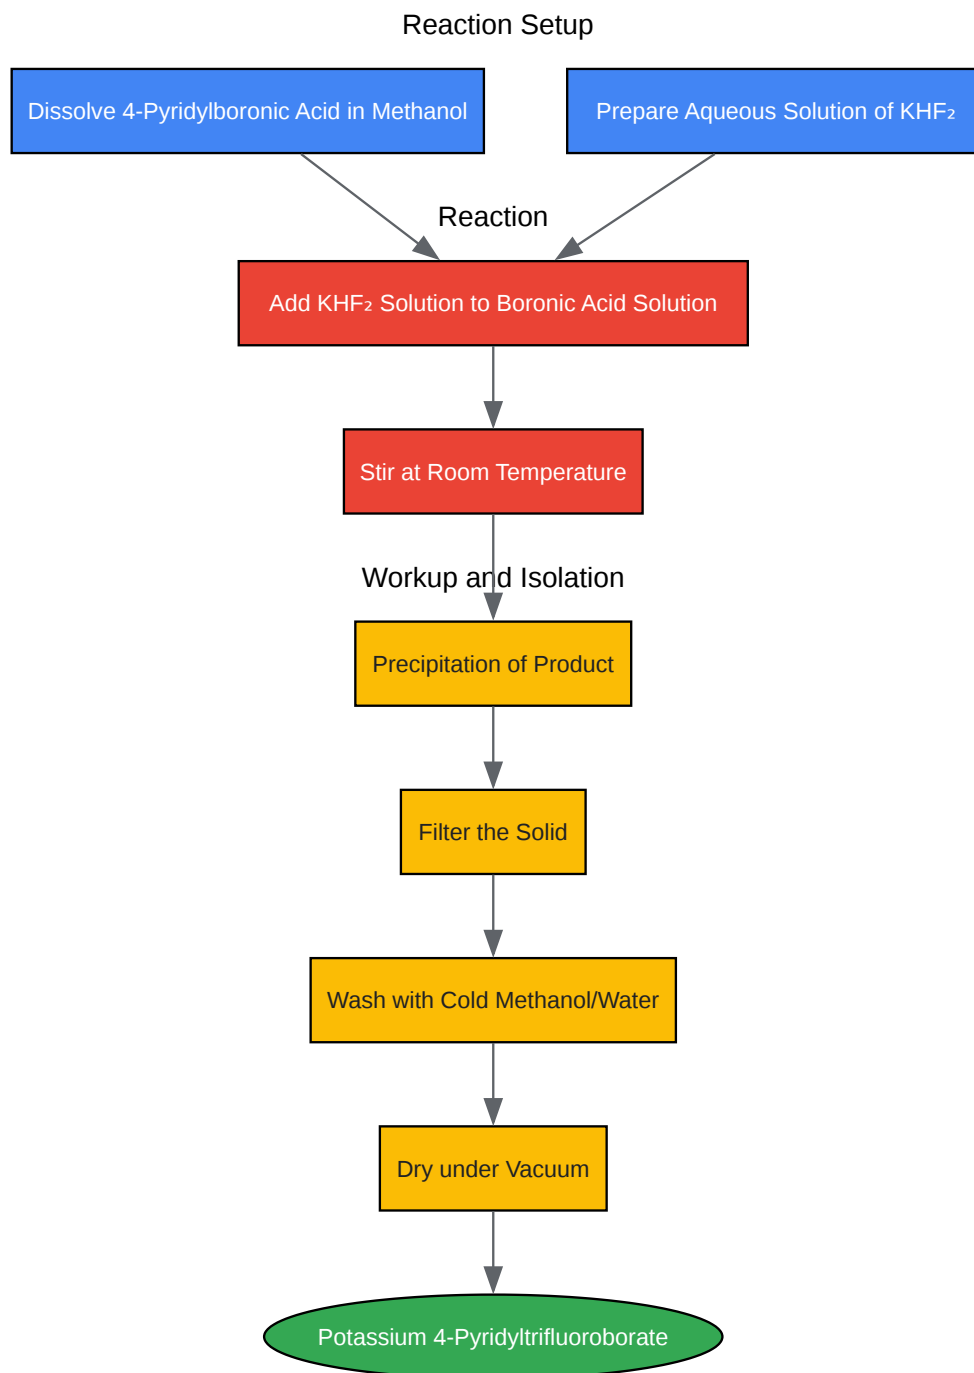 Reaction Setup
Dissolve 4-Pyridylboronic Acid in Methanol
Prepare Aqueous Solution of KHF₂
Reaction
Add KHF₂ Solution to Boronic Acid Solution
Stir at Room Temperature
Workup and Isolation
Precipitation of Product
Filter the Solid
Wash with Cold Methanol/Water
Dry under Vacuum
Potassium 4-Pyridyltrifluoroborate